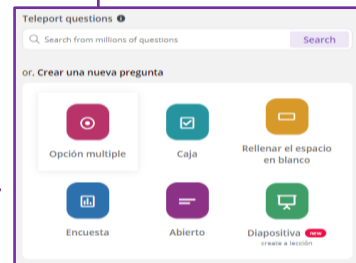 Teleport questions
Search from millions of questions Search
or, Crear una nueva pregunta
Opción multiple
Caja
Rellenar el espacio
en blanco
Encuesta
Abierto
Diapositiva new
create a lección